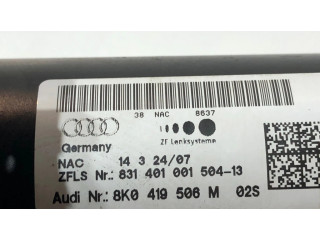 38 NAC 8637
ZF Lenksysteme
Germany
NAC 14 3 24/07
ZFLS Nr.: 831 401 001 504-13
Audi Nr.: 8K0 419 506 M 02S